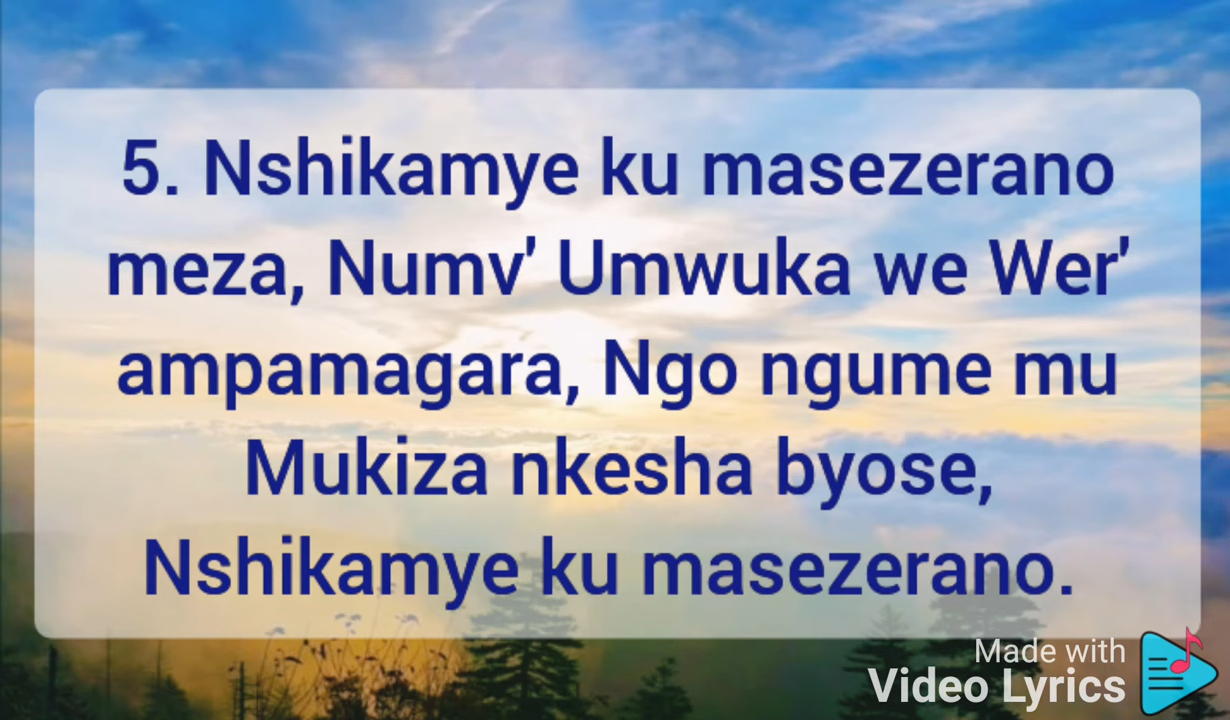 5. Nshikamye ku masezerano
meza, Numv' Umwuka we Wer'
ampamagara, Ngo ngume mu
Mukiza nkesha byose,
Nshikamye ku masezerano.
Made with
Video Lyrics